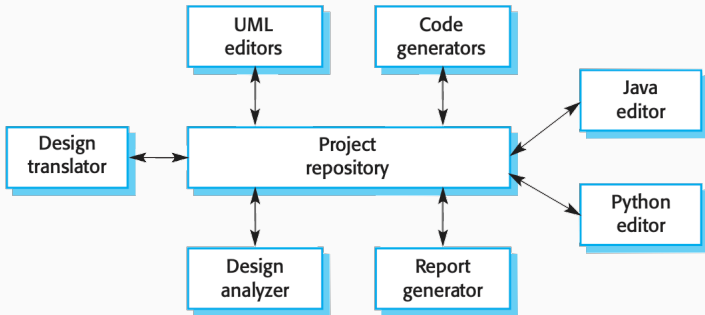 UML
editors
Code
generators
Java
editor
Design
translator
Project
repository
Python
editor
Design
analyzer
Report
generator